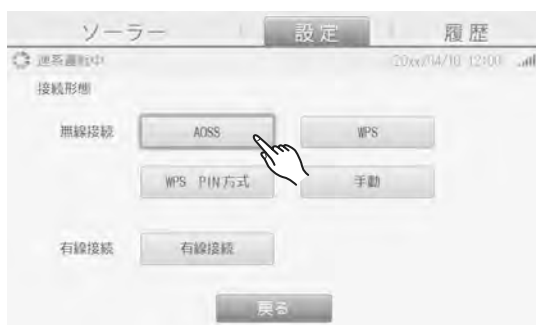 ソーラー 設定 履歴
連系運転中 20xx/04/10 12:00
接続形態
無線接続 AOSS WPS
WPS PIN方式 手動
有線接続 有線接続
戻る